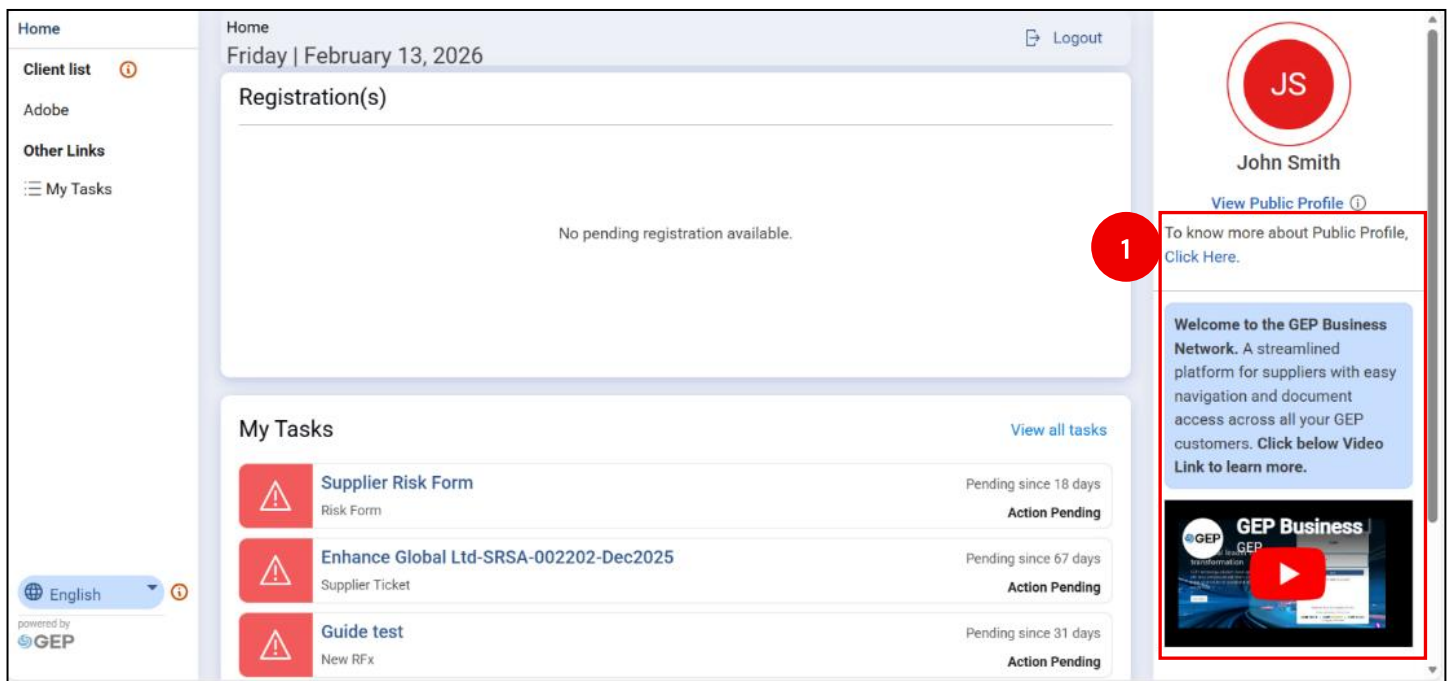 Home
Client list
Adobe
Other Links
My Tasks
English
powered by
GEP
Home
Friday | February 13, 2026
Logout
Registration(s)
No pending registration available.
My Tasks
View all tasks
Supplier Risk Form
Risk Form
Pending since 18 days
Action Pending
Enhance Global Ltd-SRSA-002202-Dec2025
Supplier Ticket
Pending since 67 days
Action Pending
Guide test
New RFx
Pending since 31 days
Action Pending
JS
John Smith
View Public Profile
1
To know more about Public Profile,
Click Here.
Welcome to the GEP Business
Network. A streamlined
platform for suppliers with easy
navigation and document
access across all your GEP
customers. Click below Video
Link to learn more.
GEP
GEP Business
GEP
transformation